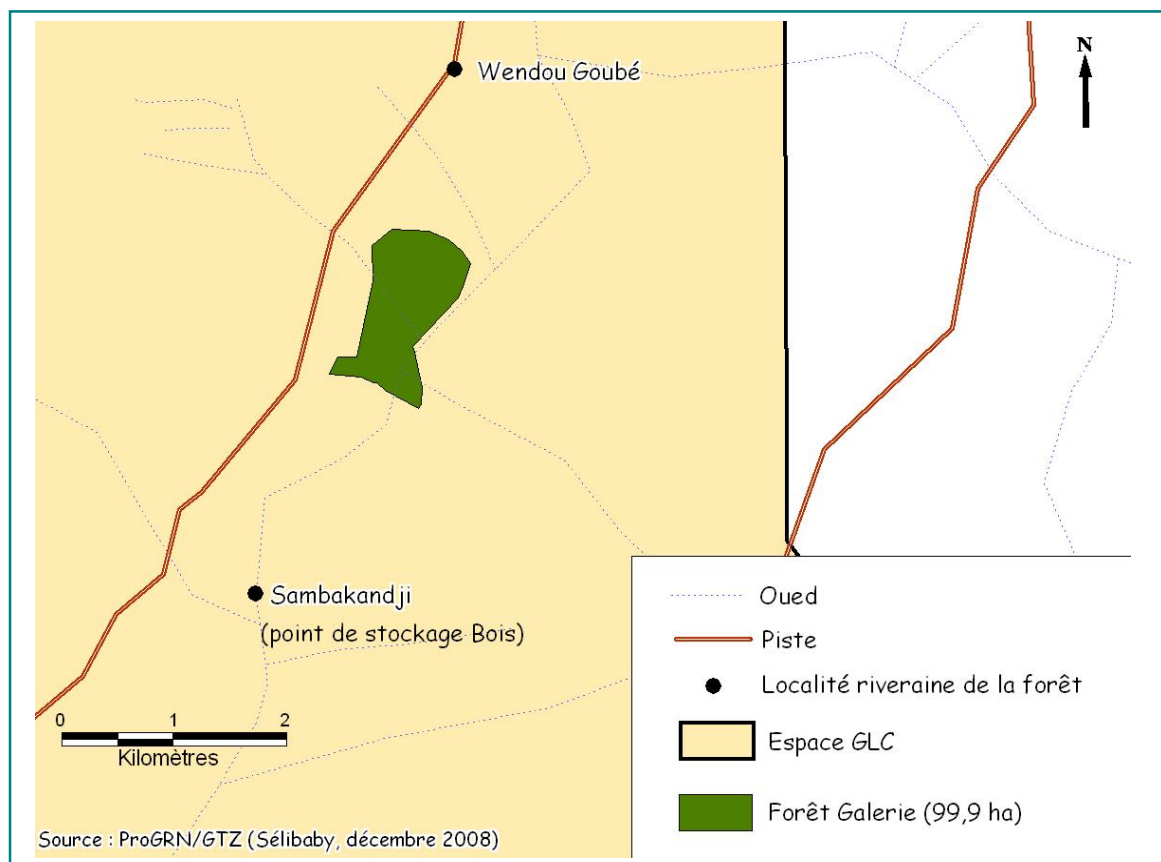 Wendou Goubé
N
Sambakandji
(point de stockage Bois)
0 1 2
Kilomètres
Source : ProGRN/GTZ (Sélibaby, décembre 2008)
Oued
Piste
Localité riveraine de la forêt
Espace GLC
Forêt Galerie (99,9 ha)